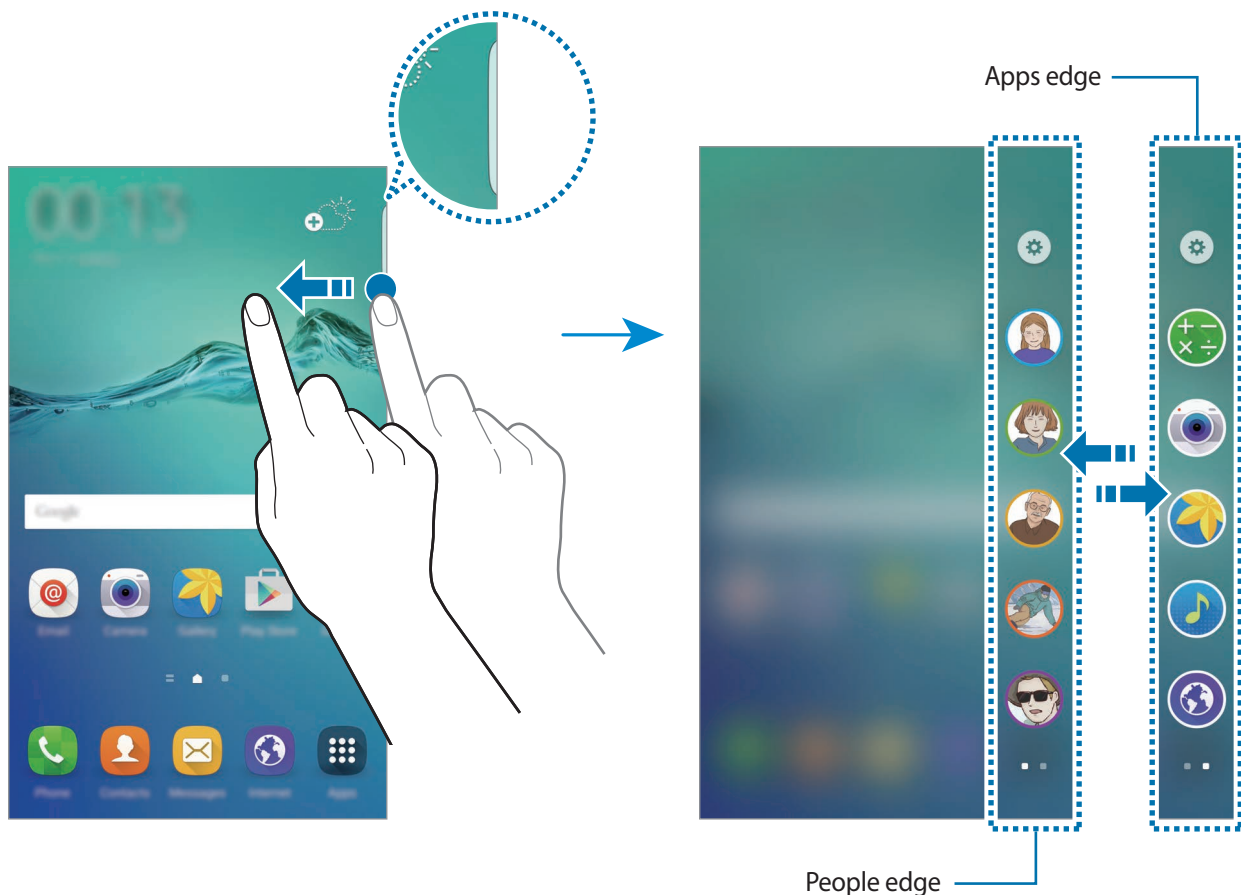 Apps edge
00:13
Google
Email
Camera
Gallery
Play Store
Phone
Contacts
Messages
Internet
Apps
People edge